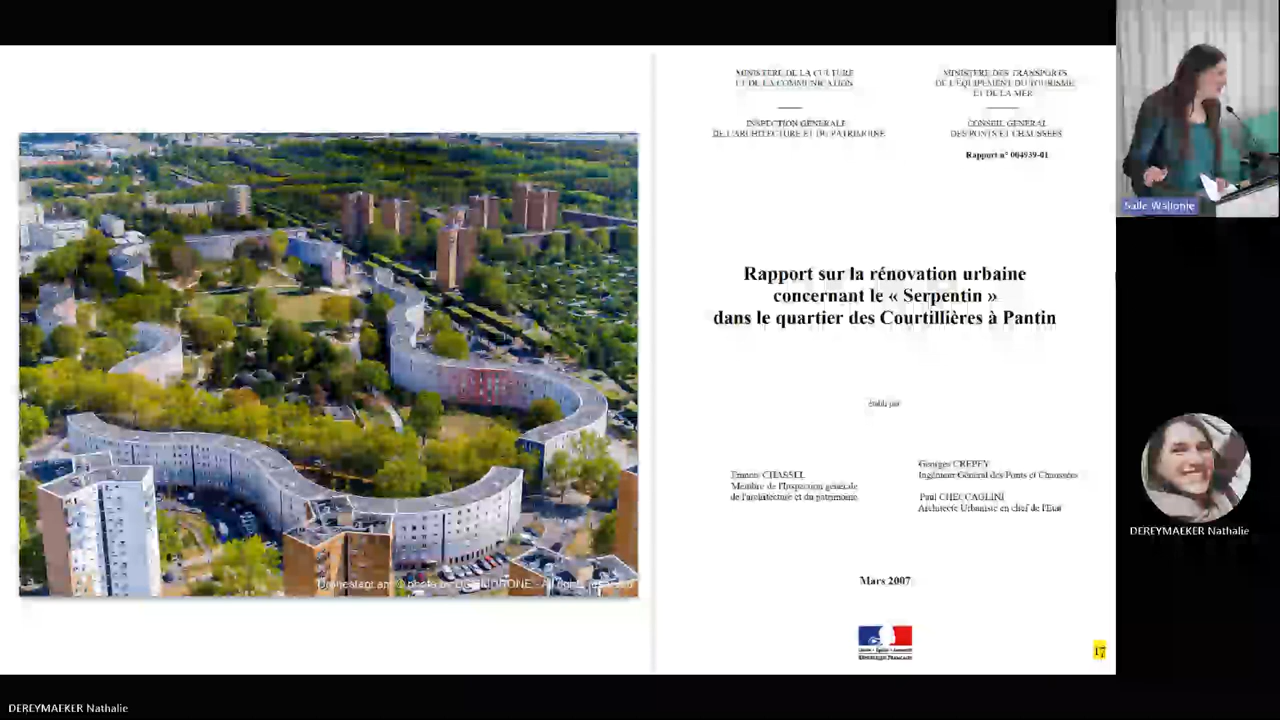 MINISTERE DE LA CULTURE
ET DE LA COMMUNICATION
INSPECTION GENERALE
DE L'ARCHITECTURE ET DU PATRIMOINE
MINISTERE DES TRANSPORTS
DE L'EQUIPEMENT DU TOURISME
ET DE LA MER
CONSEIL GENERAL
DES PONTS ET CHAUSSEES
Rapport n° 004939-01
Rapport sur la rénovation urbaine
concernant le « Serpentin »
dans le quartier des Courtillières à Pantin
établi par
CHASSEL
Membre de l'Inspection générale
de l'architecture et du patrimoine
Georges CREPEY
Ingénieur Général des Ponts et Chaussées
Paul CHECCAGLINI
Architecte Urbaniste en chef de l'Etat
Mars 2007
RÉPUBLIQUE FRANÇAISE
17
Salle Wallonie
DEREYMAEKER Nathalie
DEREYMAEKER Nathalie